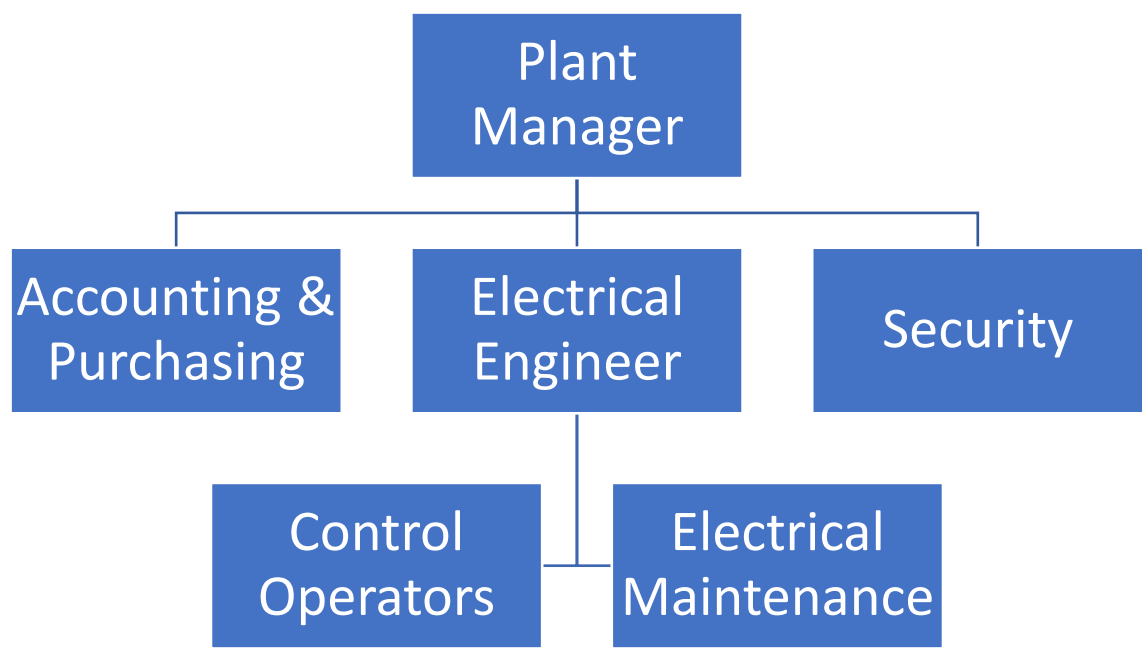 Plant
Manager
Accounting &
Purchasing
Electrical
Engineer
Security
Control
Operators
Electrical
Maintenance